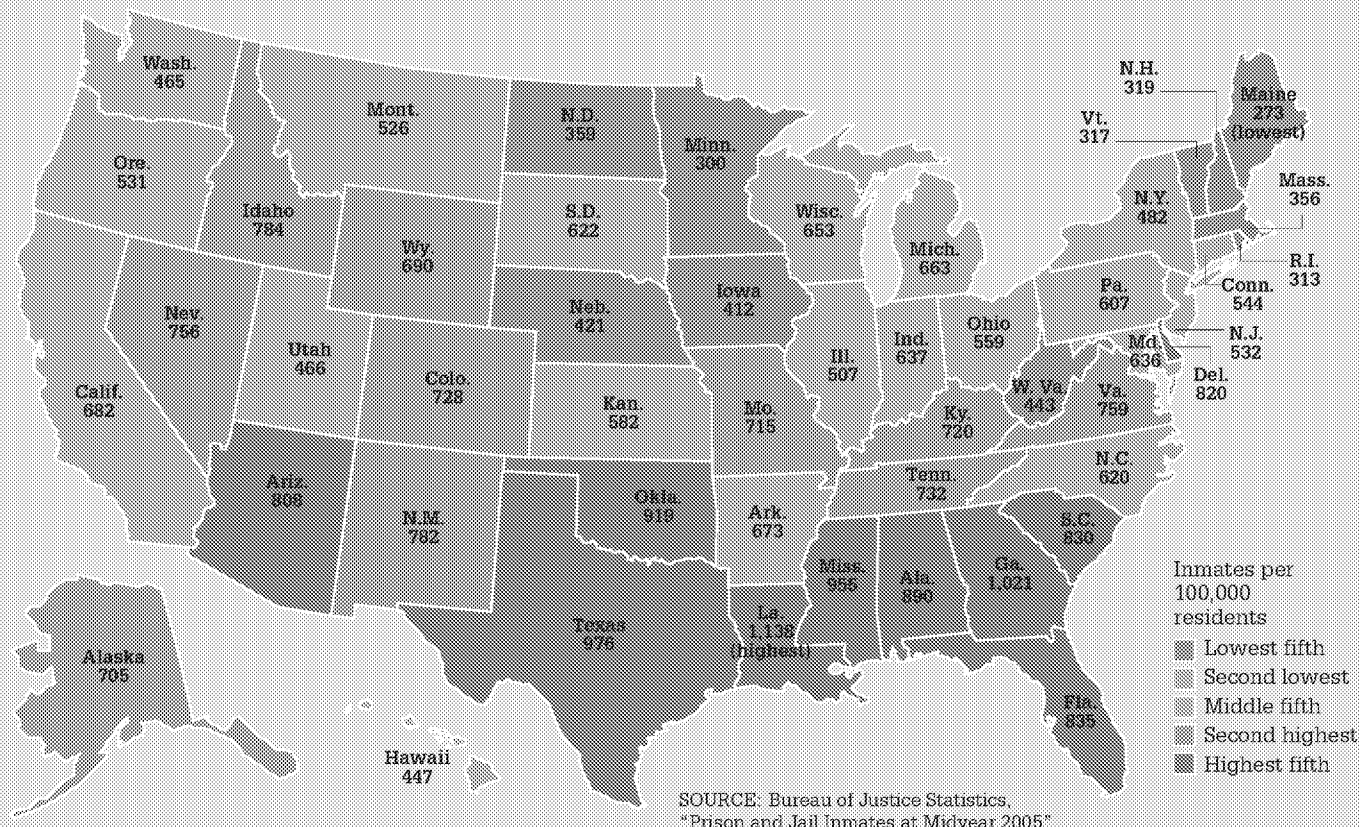 Wash.
465
Mont.
526
N.D.
359
Minn.
300
N.H.
319
Maine
273
(lowest)
Vt.
317
Ore.
531
Idaho
784
Wy.
690
S.D.
622
Wisc.
653
Mich.
663
N.Y.
482
Mass.
356
R.I.
313
Conn.
544
N.J.
532
Del.
820
Nev.
756
Utah
466
Colo.
728
Neb.
421
Iowa
412
Ill.
507
Ind.
637
Ohio
559
Pa.
607
Md.
636
Calif.
682
Kan.
582
Mo.
715
Ky.
720
W. Va.
443
Va.
759
Ariz.
808
N.M.
782
Okla.
919
Ark.
673
Tenn.
732
N.C.
620
S.C.
830
Texas
976
La.
1,138
(highest)
Miss.
955
Ala.
890
Ga.
1,021
Fla.
835
Alaska
705
Hawaii
447
Inmates per
100,000
residents
Lowest fifth
Second lowest
Middle fifth
Second highest
Highest fifth
SOURCE: Bureau of Justice Statistics,
"Prison and Jail Inmates at Midyear 2005"